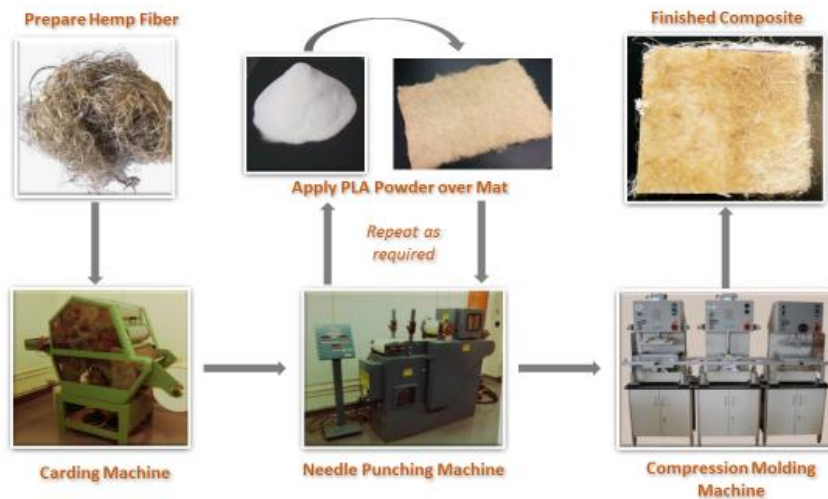 Prepare Hemp Fiber
Finished Composite
Apply PLA Powder over Mat
Repeat as
required
Carding Machine
Needle Punching Machine
Compression Molding
Machine